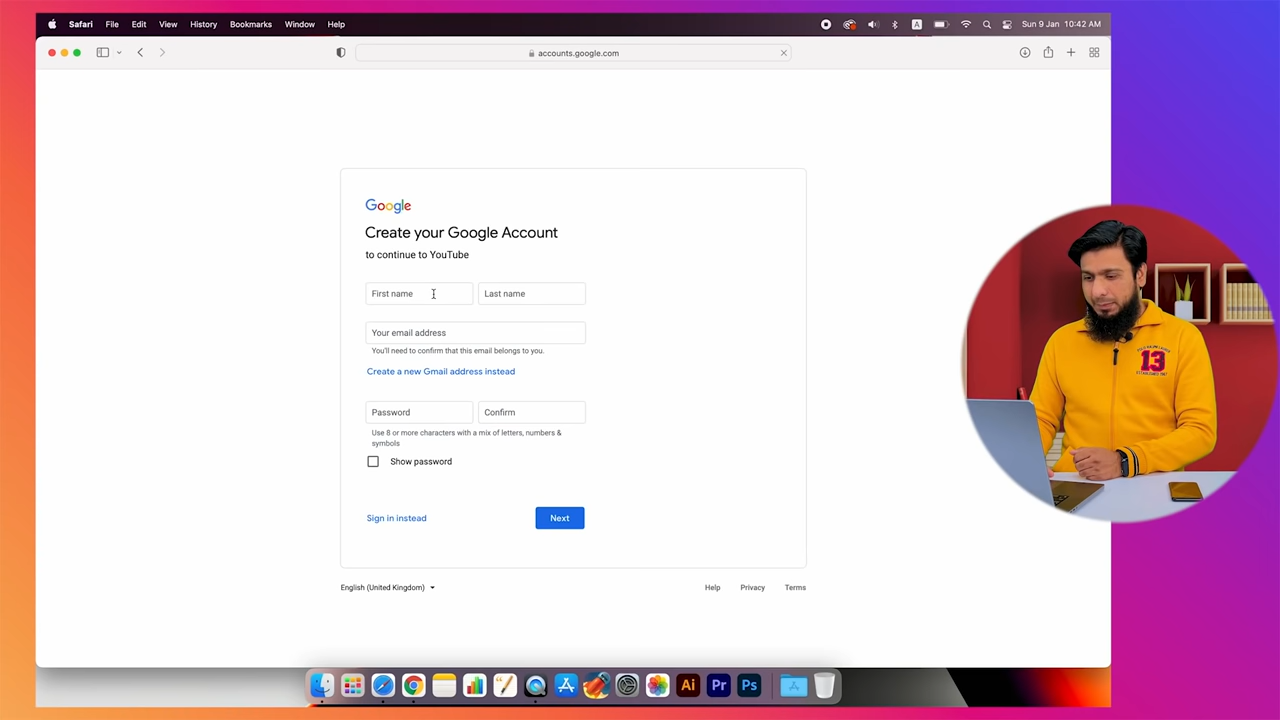 Safari File Edit View History Bookmarks Window Help A Sun 9 Jan 10:42 AM
accounts.google.com
Google
Create your Google Account
to continue to YouTube
First name Last name
Your email address
You'll need to confirm that this email belongs to you.
Create a new Gmail address instead
Password Confirm
Use 8 or more characters with a mix of letters, numbers &
symbols
Show password
Sign in instead Next
English (United Kingdom) Help Privacy Terms
13
Ai Pr Ps